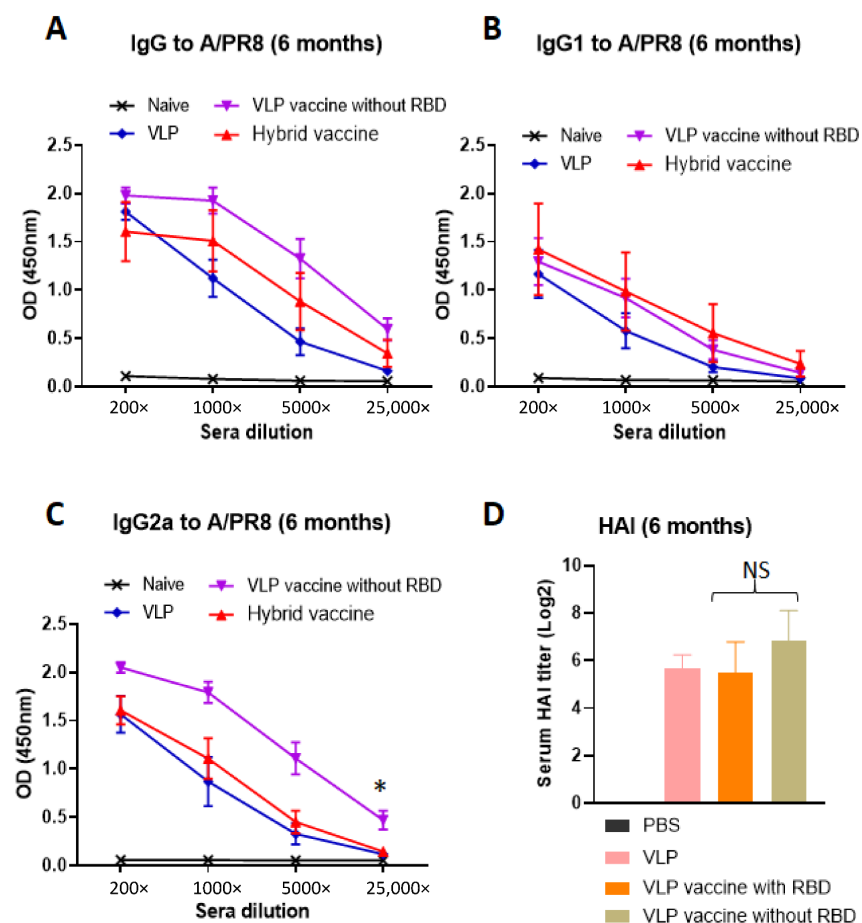 A
IgG to A/PR8 (6 months)
Naive
VLP vaccine without RBD
VLP
Hybrid vaccine
2.5
2.0
1.5
1.0
0.5
0.0
OD (450nm)
200×
1000×
5000×
25,000×
Sera dilution
B
IgG1 to A/PR8 (6 months)
Naive
VLP vaccine without RBD
VLP
Hybrid vaccine
2.5
2.0
1.5
1.0
0.5
0.0
OD (450nm)
200×
1000×
5000×
25,000×
Sera dilution
C
IgG2a to A/PR8 (6 months)
Naive
VLP vaccine without RBD
VLP
Hybrid vaccine
2.5
2.0
1.5
1.0
0.5
0.0
OD (450nm)
*
200×
1000×
5000×
25,000×
Sera dilution
D
HAI (6 months)
NS
10
8
6
4
2
0
Serum HAI titer (Log2)
PBS
VLP
VLP vaccine with RBD
VLP vaccine without RBD